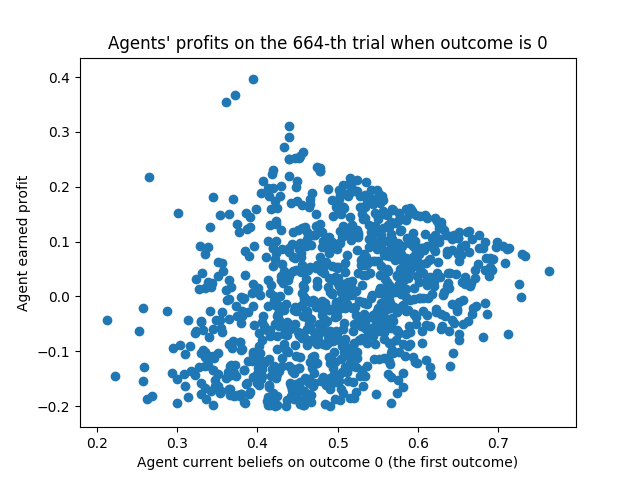 Agents' profits on the 664-th trial when outcome is 0
0.4
0.3
0.2
0.1
0.0
−0.1
−0.2
Agent earned profit
0.2 0.3 0.4 0.5 0.6 0.7
Agent current beliefs on outcome 0 (the first outcome)